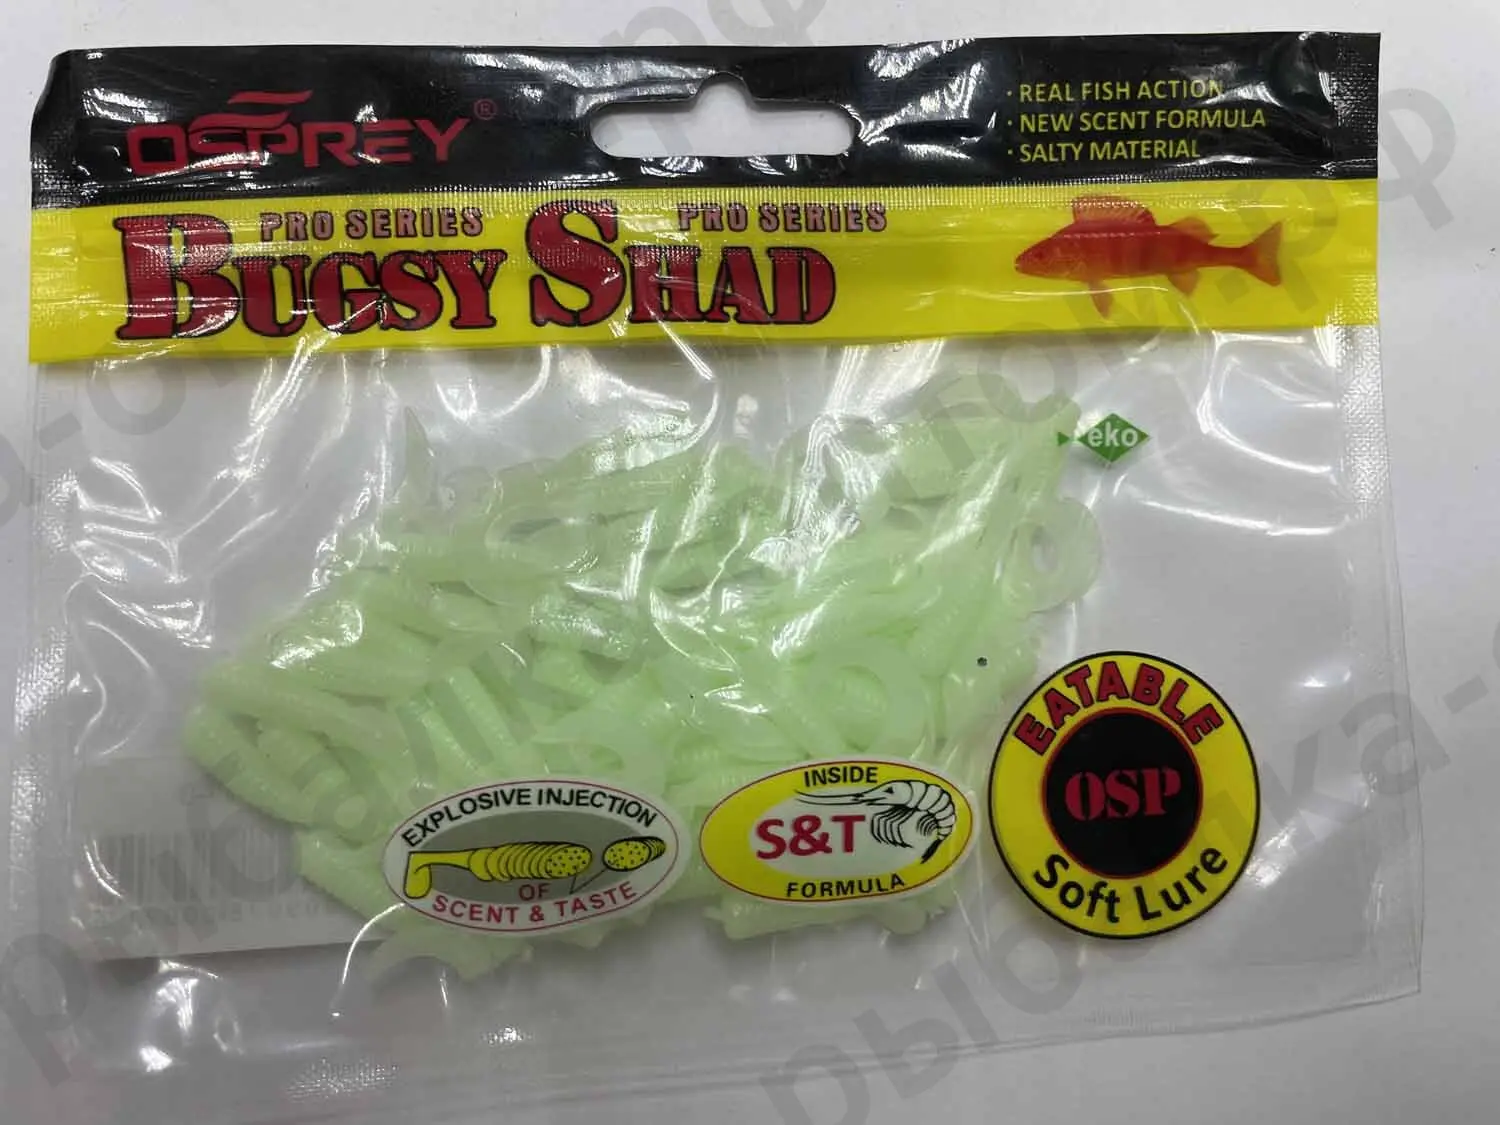 OSPREY®
· REAL FISH ACTION
· NEW SCENT FORMULA
· SALTY MATERIAL
PRO SERIES PRO SERIES
BUGSY SHAD
eko
EATABLE
OSP
Soft Lure
EXPLOSIVE INJECTION
OF
SCENT & TASTE
INSIDE
S&T
FORMULA